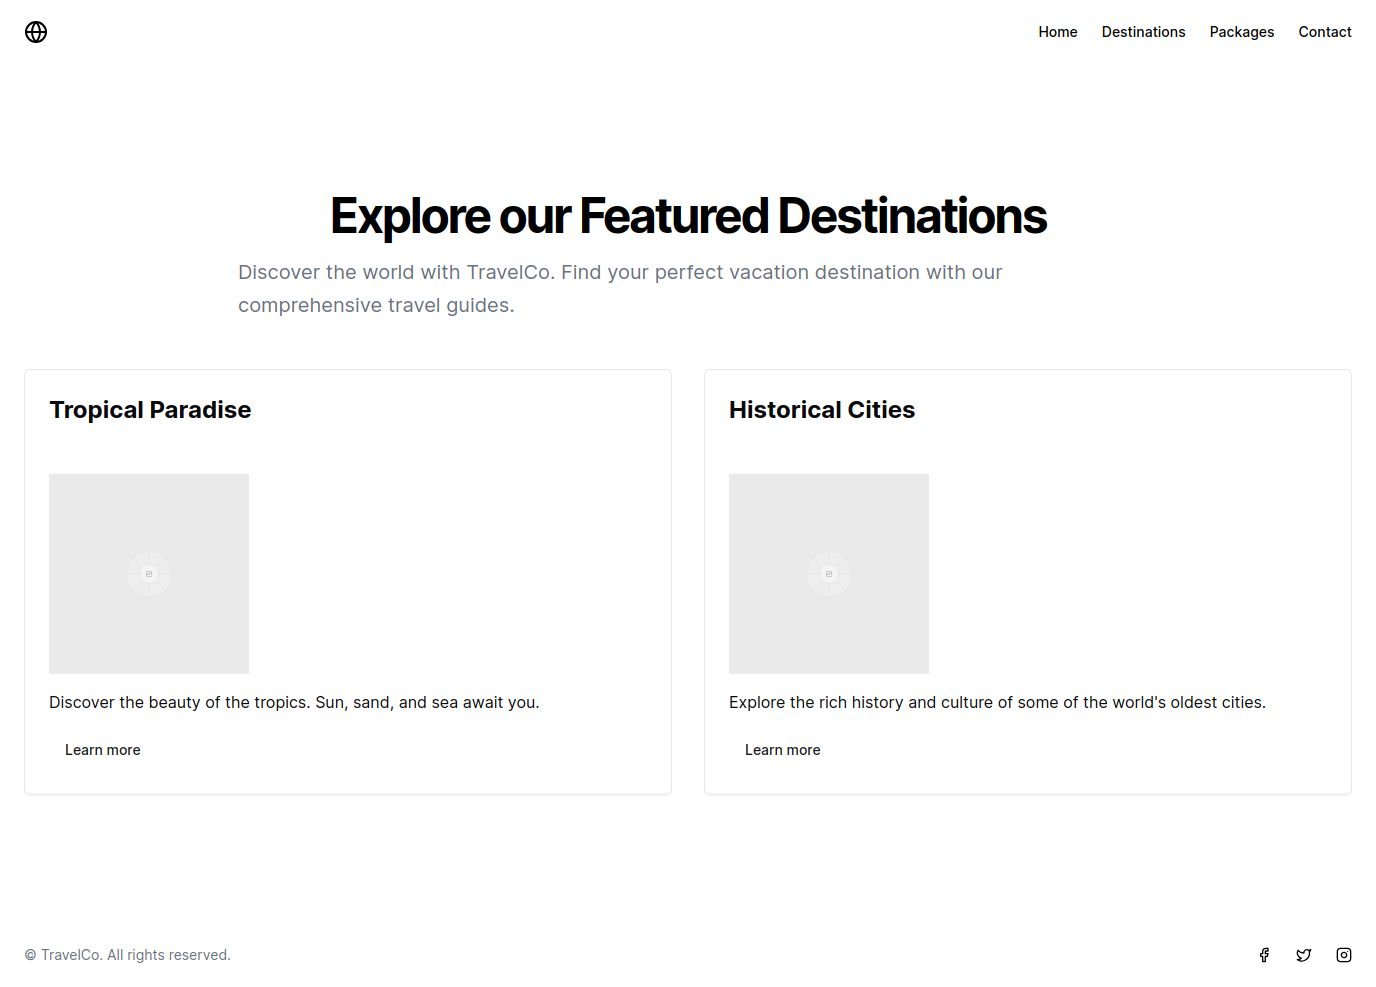 Home Destinations Packages Contact
Explore our Featured Destinations
Discover the world with TravelCo. Find your perfect vacation destination with our
comprehensive travel guides.
Tropical Paradise
Discover the beauty of the tropics. Sun, sand, and sea await you.
Learn more
Historical Cities
Explore the rich history and culture of some of the world's oldest cities.
Learn more
© TravelCo. All rights reserved.